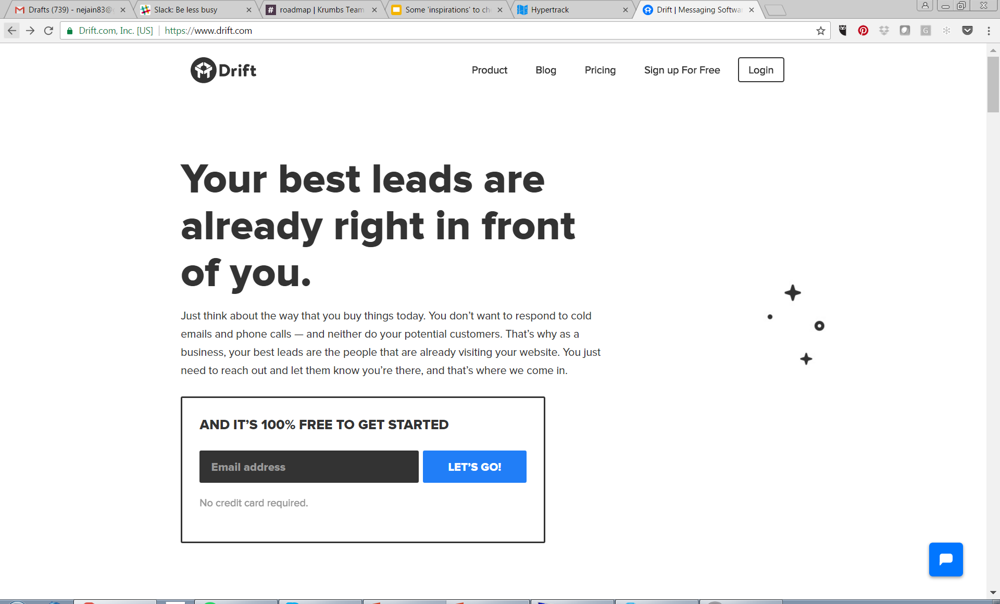 Drafts (739) - nejain83@
Slack: Be less busy
roadmap | Krumbs Team
Some 'inspirations' to ch
Hypertrack
Drift | Messaging Softwa
Drift.com, Inc. [US]
https://www.drift.com
G
Drift
Product
Blog
Pricing
Sign up For Free
Login
Your best leads are
already right in front
of you.
Just think about the way that you buy things today. You don’t want to respond to cold
emails and phone calls — and neither do your potential customers. That’s why as a
business, your best leads are the people that are already visiting your website. You just
need to reach out and let them know you’re there, and that’s where we come in.
AND IT’S 100% FREE TO GET STARTED
Email address
LET’S GO!
No credit card required.